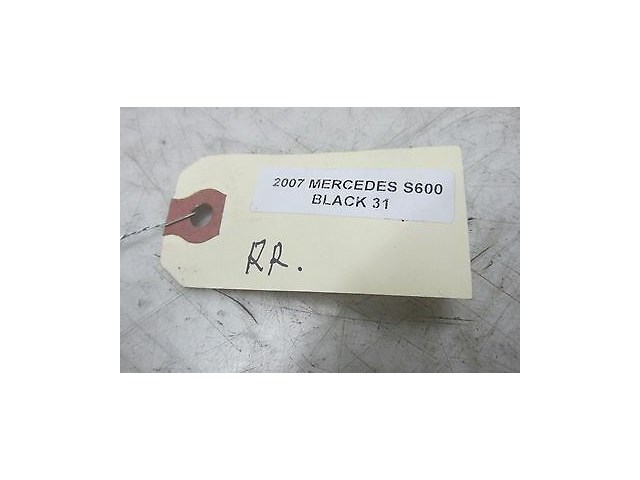 2007 MERCEDES S600
BLACK 31
RR.